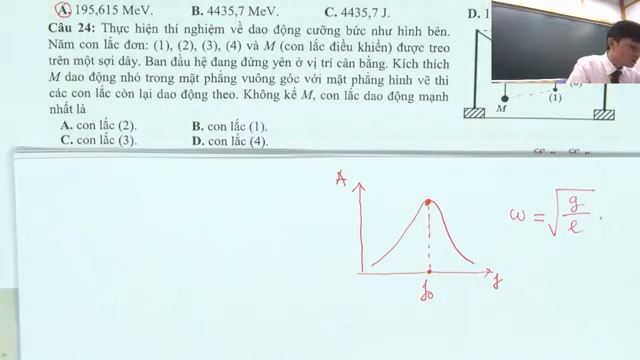 A. 195,615 MeV. B. 4435,7 MeV. C. 4435,7 J. D. 1
Câu 24: Thực hiện thí nghiệm về dao động cưỡng bức như hình bên.
Năm con lắc đơn: (1), (2), (3), (4) và M (con lắc điều khiển) được treo
trên một sợi dây. Ban đầu hệ đang đứng yên ở vị trí cân bằng. Kích thích
M dao động nhỏ trong mặt phẳng vuông góc với mặt phẳng hình vẽ thì
các con lắc còn lại dao động theo. Không kể M, con lắc dao động mạnh
nhất là
A. con lắc (2). B. con lắc (1).
C. con lắc (3). D. con lắc (4).
M (1)
A
f
f₀
ω = √(g/ℓ) .